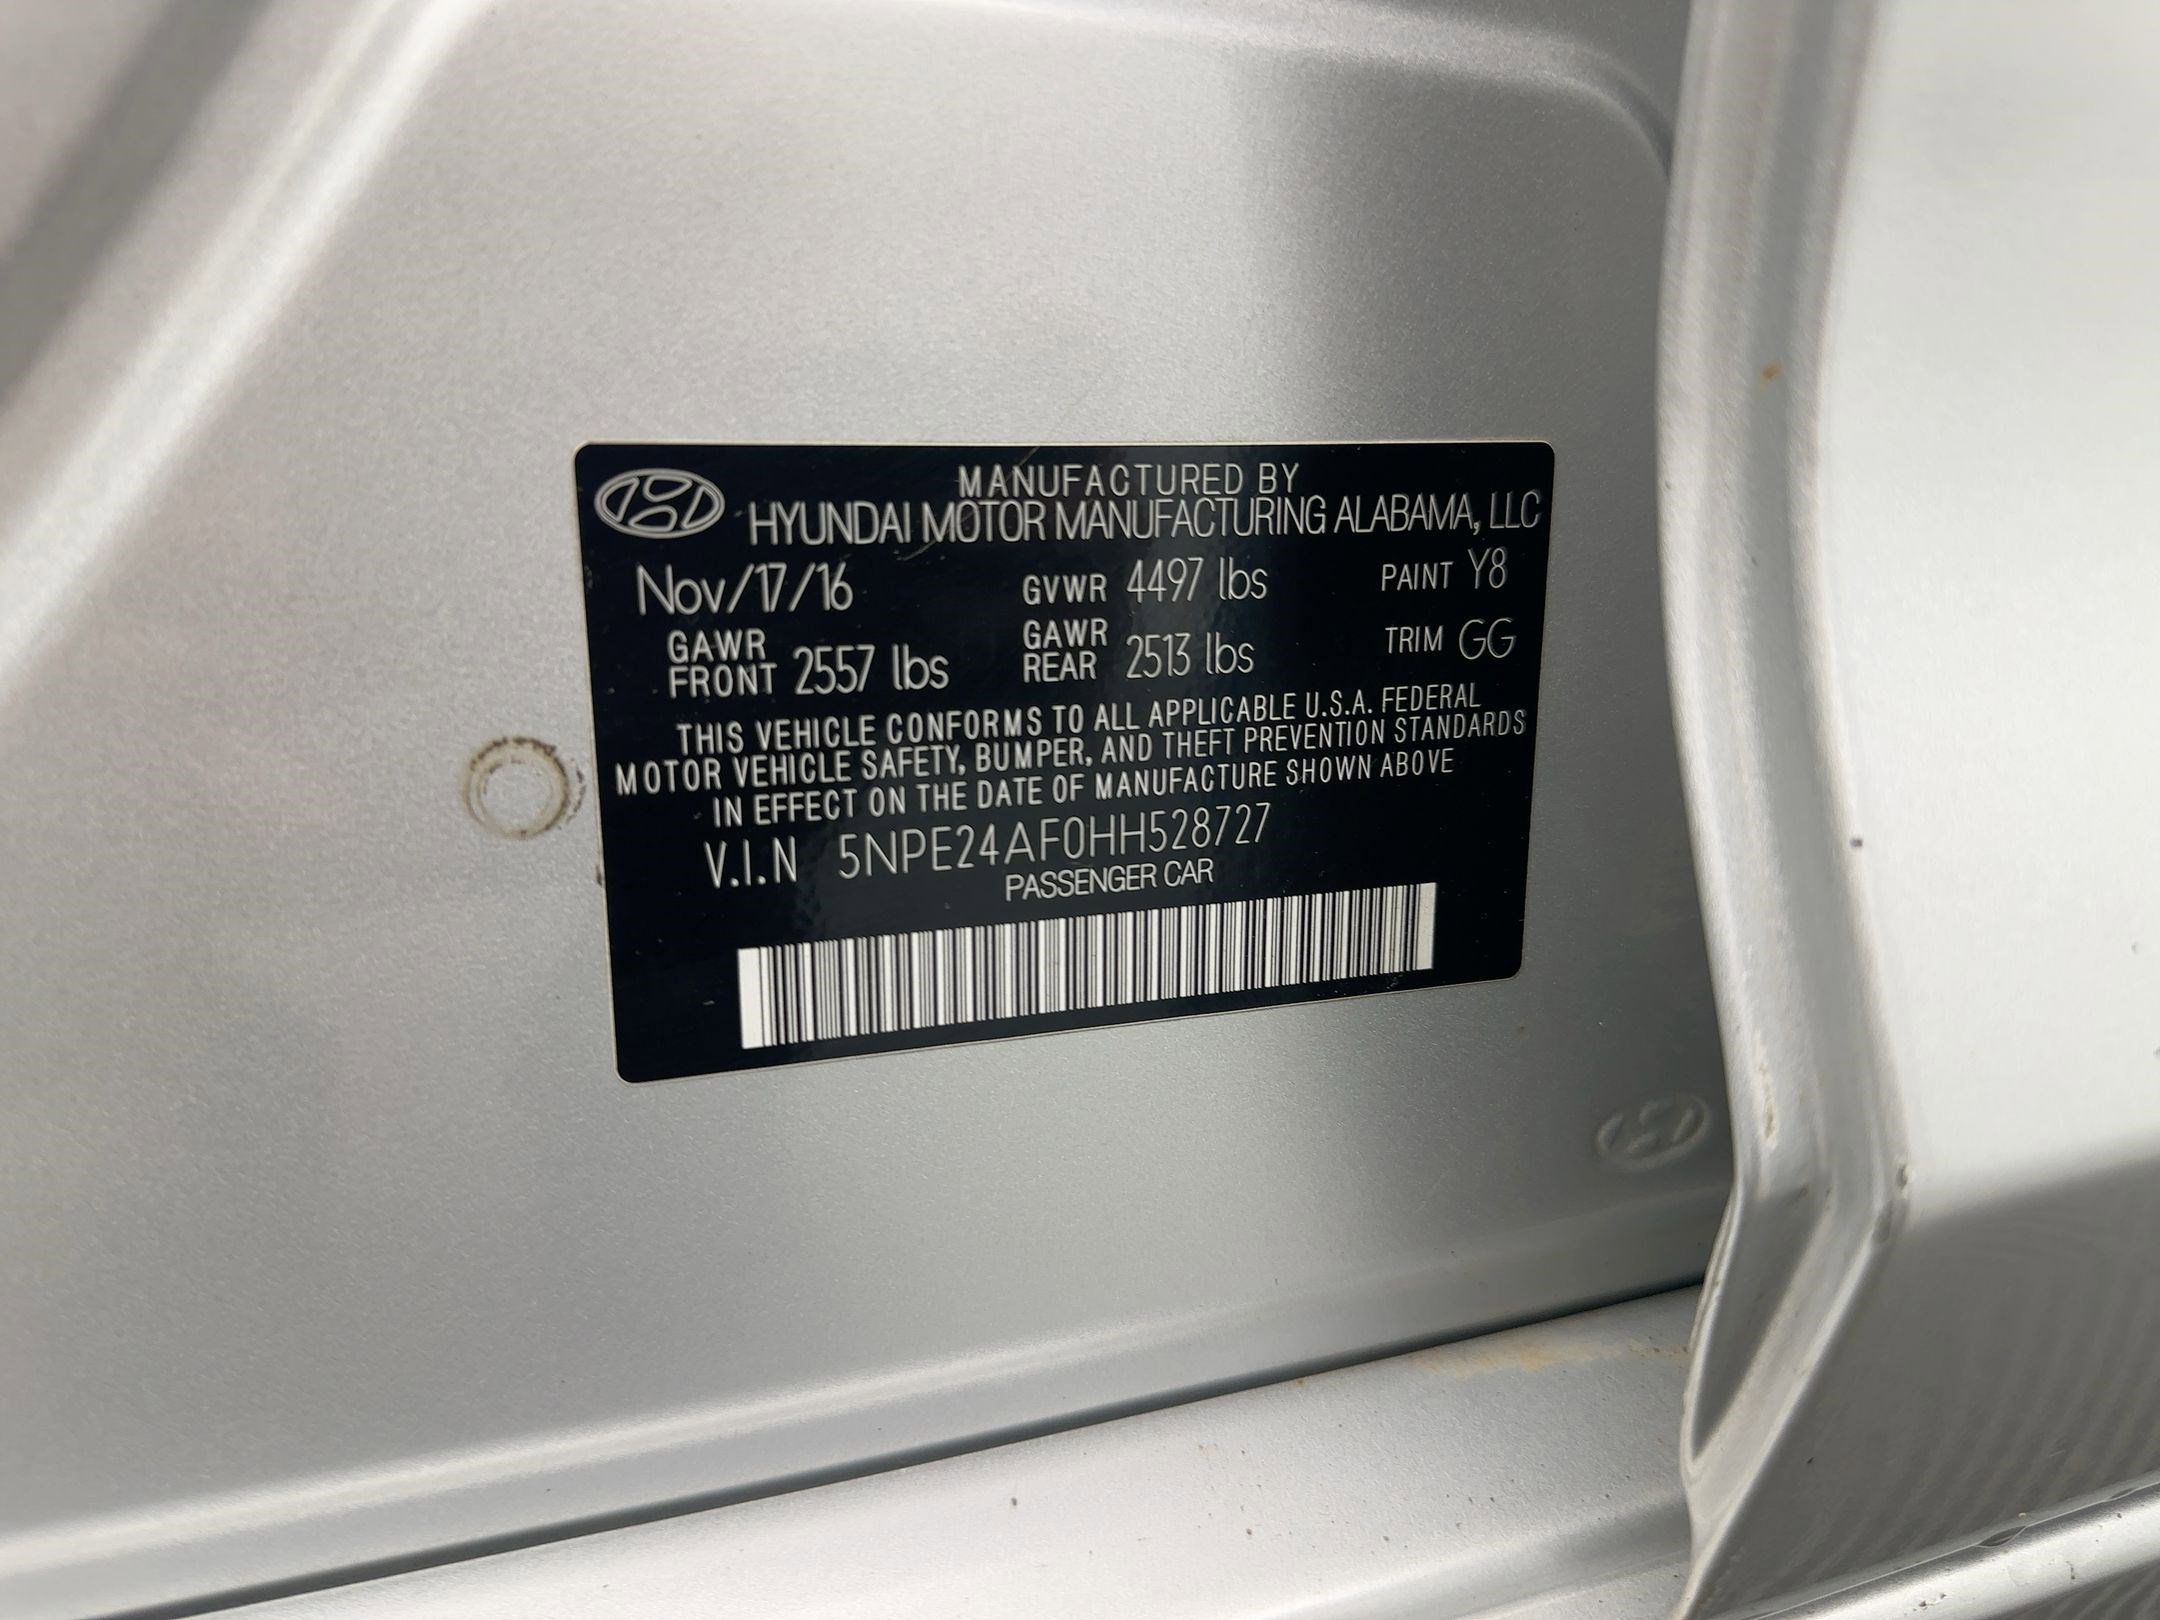 MANUFACTURED BY
HYUNDAI MOTOR MANUFACTURING ALABAMA, LLC
Nov/17/16 GVWR 4497 lbs PAINT Y8
GAWR FRONT 2557 lbs GAWR REAR 2513 lbs TRIM GG
THIS VEHICLE CONFORMS TO ALL APPLICABLE U.S.A. FEDERAL
MOTOR VEHICLE SAFETY, BUMPER, AND THEFT PREVENTION STANDARDS
IN EFFECT ON THE DATE OF MANUFACTURE SHOWN ABOVE
V.I.N 5NPE24AF0HH528727
PASSENGER CAR